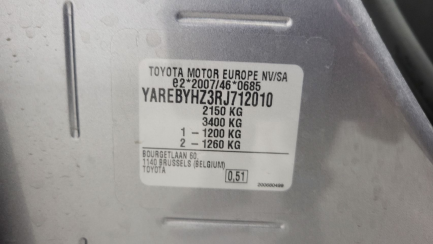 TOYOTA MOTOR EUROPE NV/SA
e2*2007/46*0685
YAREBYHZ3RJ712010
2150 KG
3400 KG
1 - 1200 KG
2 - 1260 KG
BOURGETLAAN 60
1140 BRUSSELS (BELGIUM)
TOYOTA
0,51